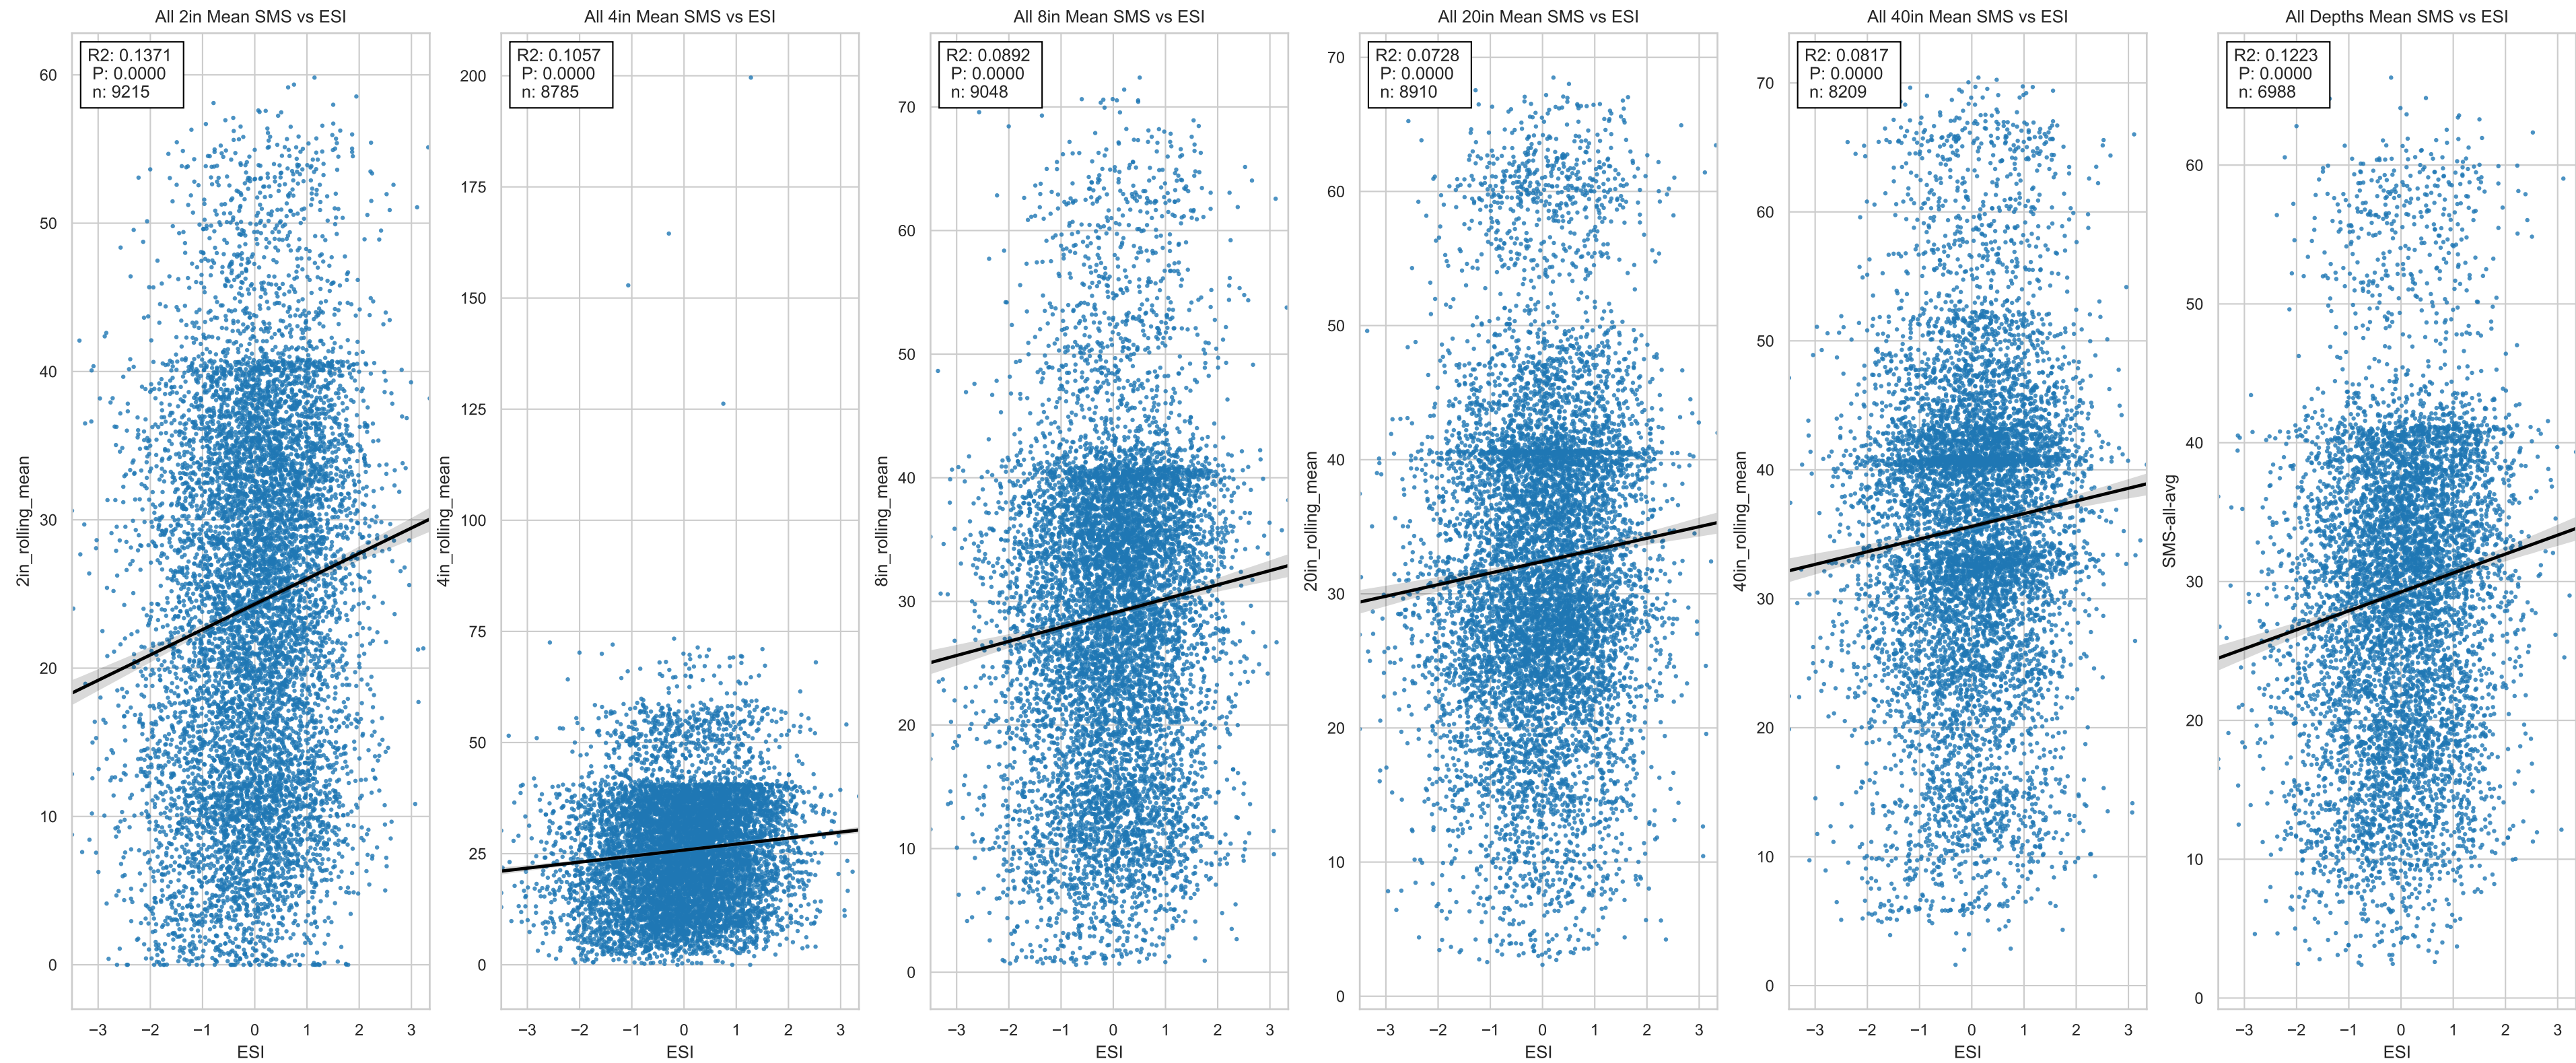 All 2in Mean SMS vs ESI
R2: 0.1371
P: 0.0000
n: 9215
60
50
40
30
20
10
0
2in_rolling_mean
−3 −2 −1 0 1 2 3
ESI
All 4in Mean SMS vs ESI
R2: 0.1057
P: 0.0000
n: 8785
200
175
150
125
100
75
50
25
0
4in_rolling_mean
−3 −2 −1 0 1 2 3
ESI
All 8in Mean SMS vs ESI
R2: 0.0892
P: 0.0000
n: 9048
70
60
50
40
30
20
10
0
8in_rolling_mean
−3 −2 −1 0 1 2 3
ESI
All 20in Mean SMS vs ESI
R2: 0.0728
P: 0.0000
n: 8910
70
60
50
40
30
20
10
0
20in_rolling_mean
−3 −2 −1 0 1 2 3
ESI
All 40in Mean SMS vs ESI
R2: 0.0817
P: 0.0000
n: 8209
70
60
50
40
30
20
10
0
40in_rolling_mean
−3 −2 −1 0 1 2 3
ESI
All Depths Mean SMS vs ESI
R2: 0.1223
P: 0.0000
n: 6988
60
50
40
30
20
10
0
SMS-all-avg
−3 −2 −1 0 1 2 3
ESI